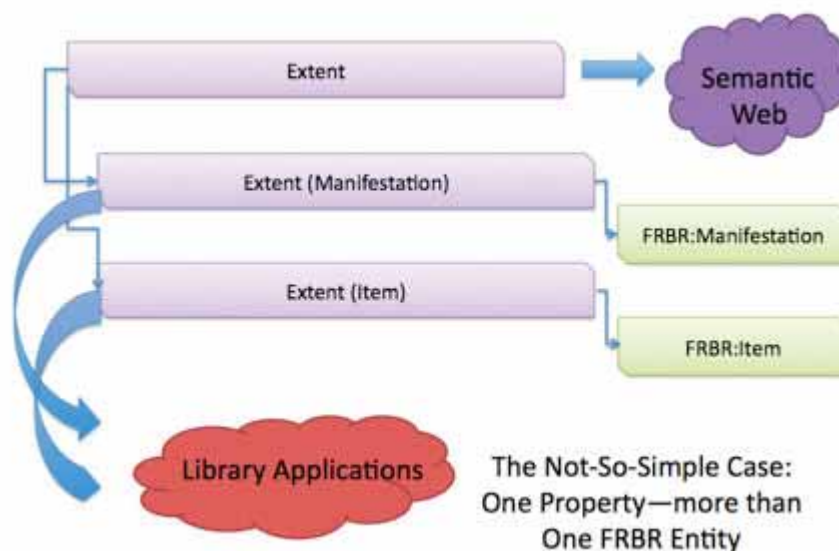 Extent
Semantic
Web
Extent (Manifestation)
FRBR:Manifestation
Extent (Item)
FRBR:Item
Library Applications
The Not-So-Simple Case:
One Property—more than
One FRBR Entity